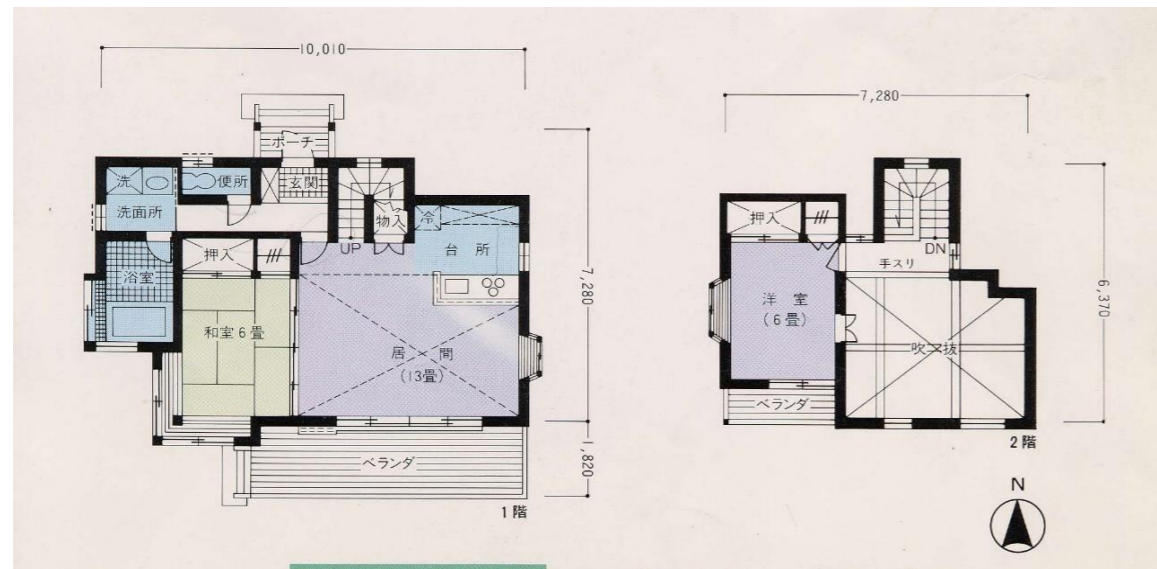 10,010
ポーチ
洗
便所
玄関
洗面所
物入
冷
UP
台所
押入
浴室
和室6畳
居間
(13畳)
7,280
ベランダ
1,820
1階
7,280
押入
DN
手スリ
洋室
(6畳)
吹抜
6,370
ベランダ
2階
N